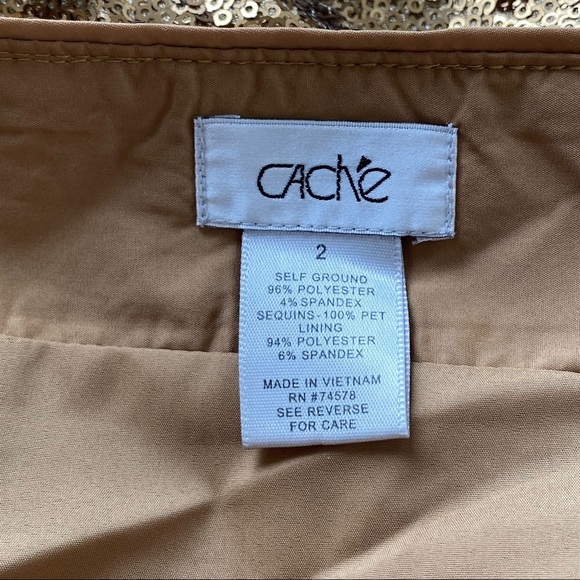 CACHÉ
2
SELF GROUND
96% POLYESTER
4% SPANDEX
SEQUINS-100% PET
LINING
94% POLYESTER
6% SPANDEX
MADE IN VIETNAM
RN #74578
SEE REVERSE
FOR CARE